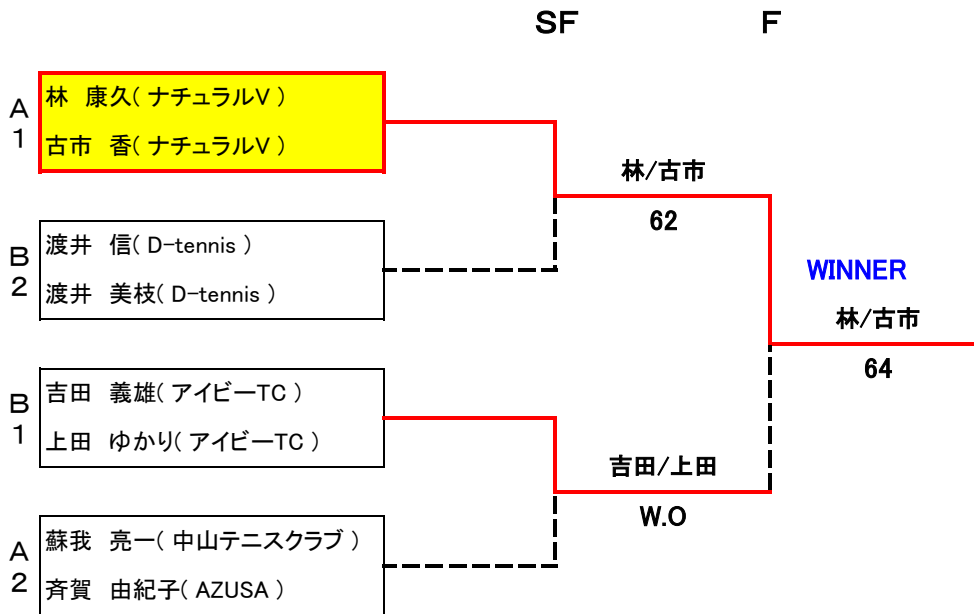 SF F
A
1
林 康久( ナチュラルV )
古市 香( ナチュラルV )
林/古市
62
B
2
渡井 信( D-tennis )
渡井 美枝( D-tennis )
WINNER
林/古市
64
B
1
吉田 義雄( アイビーTC )
上田 ゆかり( アイビーTC )
吉田/上田
W.O
A
2
蘇我 亮一( 中山テニスクラブ )
斉賀 由紀子( AZUSA )